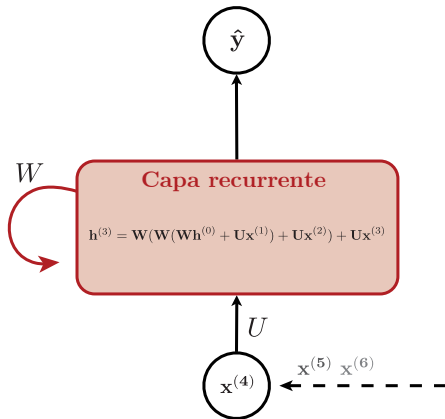 ŷ
W
Capa recurrente
h⁽³⁾ = W(W(Wh⁽⁰⁾ + Ux⁽¹⁾) + Ux⁽²⁾) + Ux⁽³⁾
U
x⁽⁵⁾ x⁽⁶⁾
x⁽⁴⁾